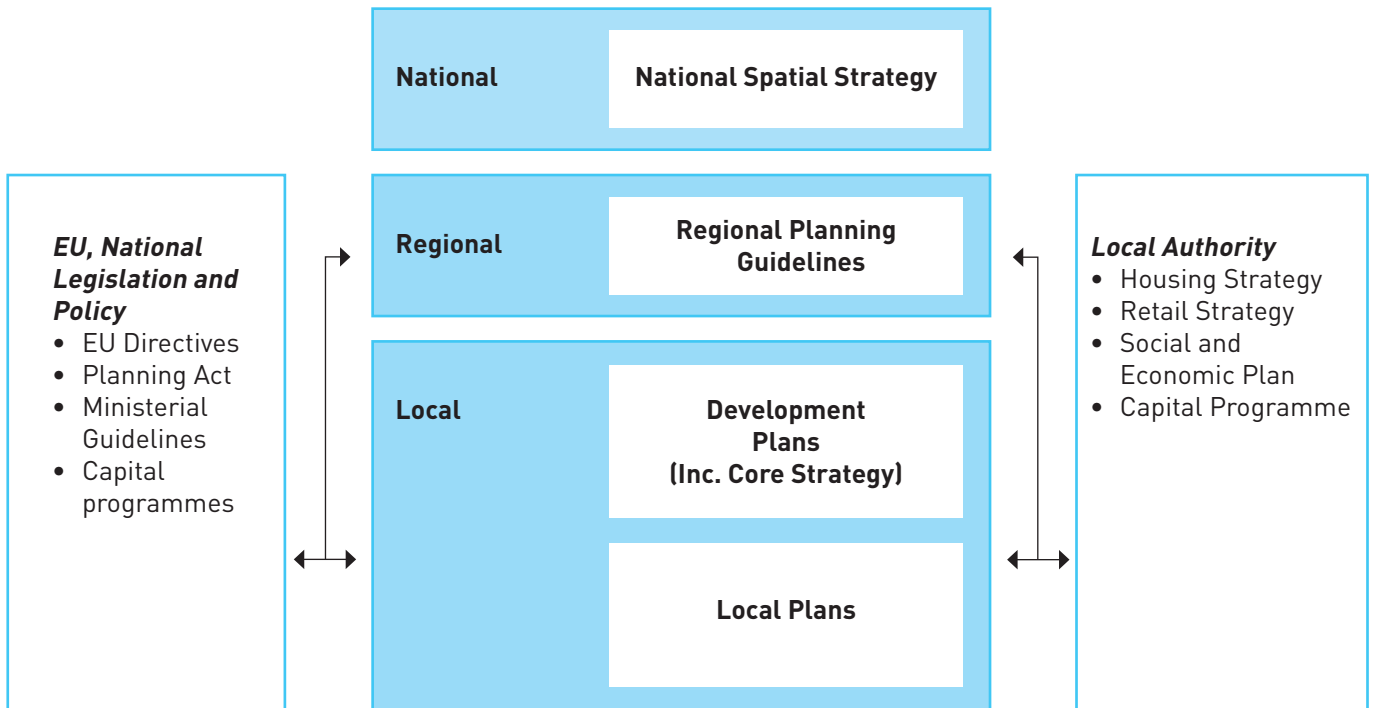 National
National Spatial Strategy
EU, National
Legislation and
Policy
• EU Directives
• Planning Act
• Ministerial
Guidelines
• Capital
programmes
Regional
Regional Planning
Guidelines
Local
Development
Plans
(Inc. Core Strategy)
Local Plans
Local Authority
• Housing Strategy
• Retail Strategy
• Social and
Economic Plan
• Capital Programme